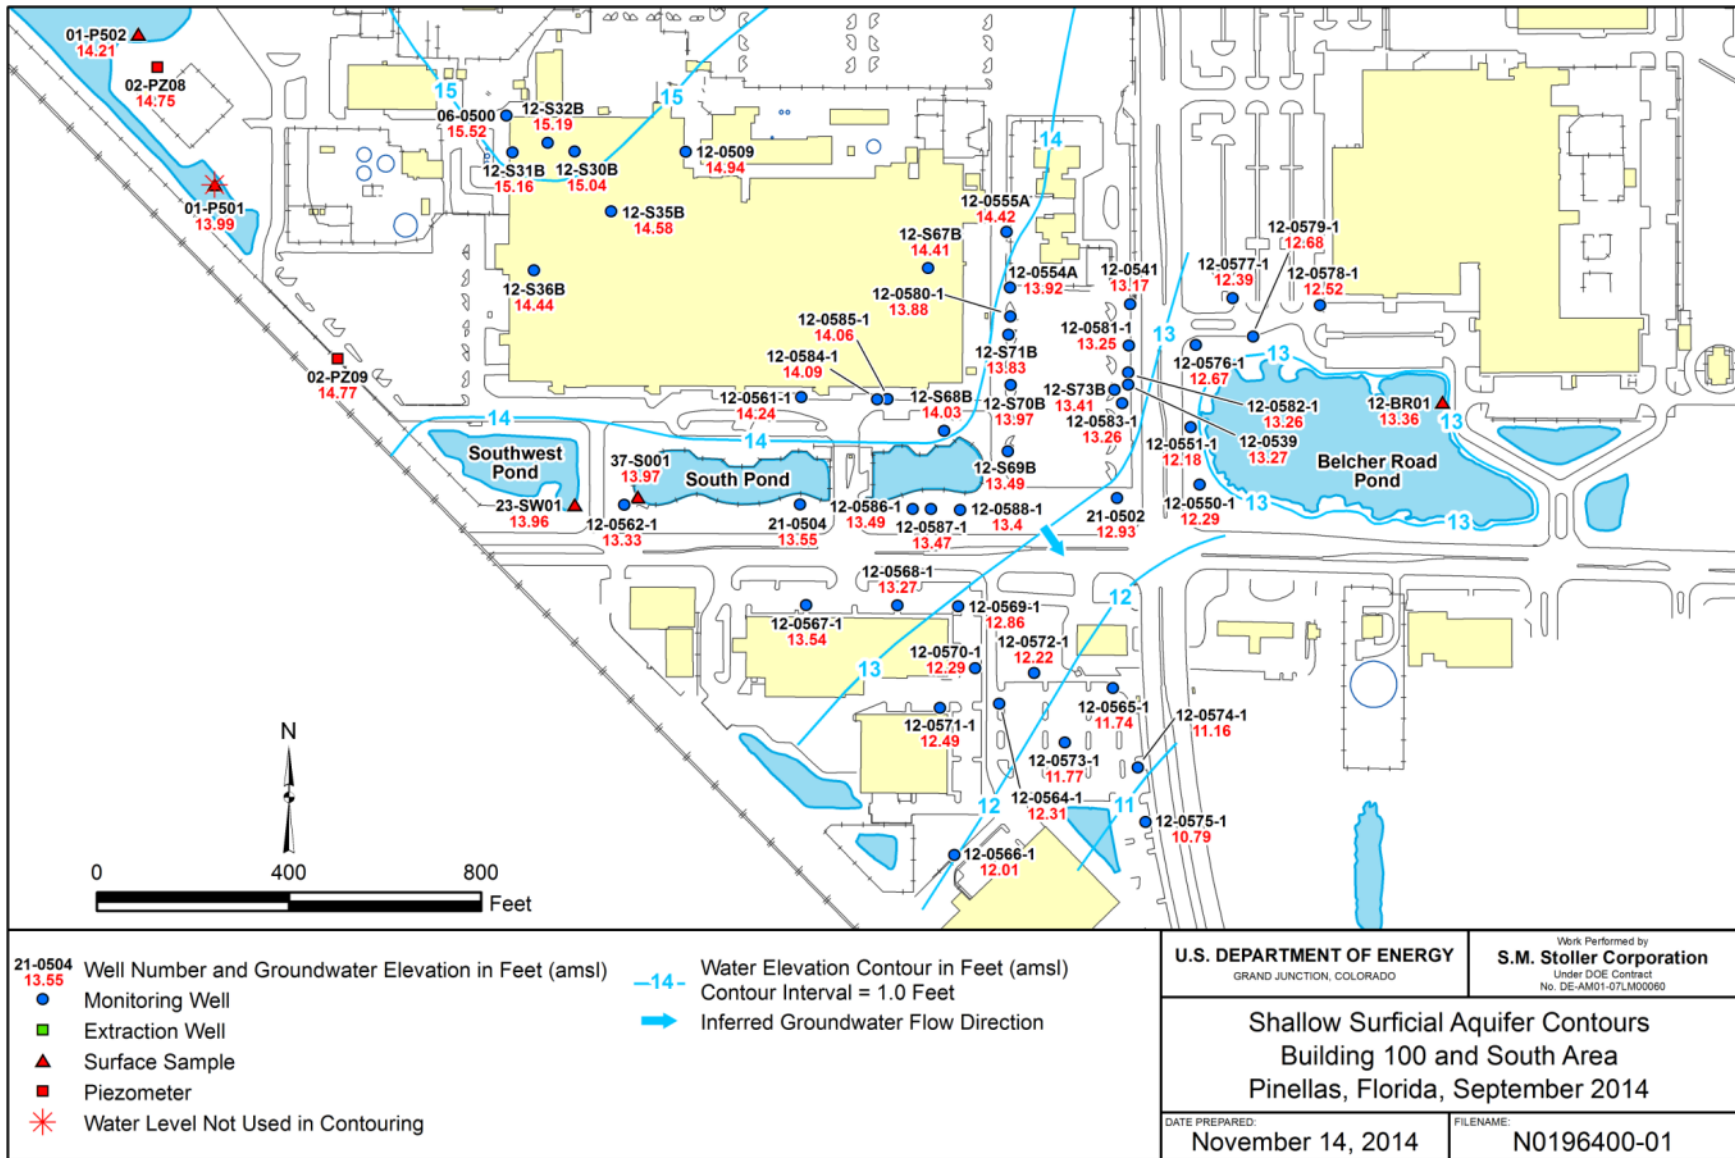 01-P502
14.21
02-PZ08
14.75
01-P501
13.99
15
15
14
06-0500
15.52
12-S32B
15.19
12-S31B
15.16
12-S30B
15.04
12-0509
14.94
12-S35B
14.58
12-S36B
14.44
12-0555A
14.42
12-S67B
14.41
12-0554A
13.92
12-0580-1
13.88
12-0541
13.17
12-0579-1
12.68
12-0577-1
12.39
12-0578-1
12.52
12-0585-1
14.06
12-0584-1
14.09
12-0581-1
13.25
13
13
12-S71B
13.83
12-0576-1
12.67
02-PZ09
14.77
12-0561-1
14.24
12-S68B
14.03
12-S70B
13.97
12-S73B
13.41
12-0583-1
13.26
12-0582-1
13.26
12-0539
13.27
12-0551-1
12.18
12-BR01
13.36
13
14
14
Southwest
Pond
37-S001
13.97
South Pond
12-S69B
13.49
Belcher Road
Pond
23-SW01
13.96
12-0562-1
13.33
21-0504
13.55
12-0586-1
13.49
12-0587-1
13.47
12-0588-1
13.4
21-0502
12.93
12-0550-1
12.29
13
13
12-0568-1
13.27
12-0567-1
13.54
12-0569-1
12.86
12
12-0570-1
12.29
12-0572-1
12.22
13
12-0571-1
12.49
12-0565-1
11.74
12-0574-1
11.16
12-0573-1
11.77
12-0564-1
12.31
12
11
12-0575-1
10.79
12-0566-1
12.01
N
0 400 800
Feet
21-0504
13.55
Well Number and Groundwater Elevation in Feet (amsl)
Monitoring Well
Extraction Well
Surface Sample
Piezometer
Water Level Not Used in Contouring
14
Water Elevation Contour in Feet (amsl)
Contour Interval = 1.0 Feet
Inferred Groundwater Flow Direction
U.S. DEPARTMENT OF ENERGY
GRAND JUNCTION, COLORADO
Work Performed by
S.M. Stoller Corporation
Under DOE Contract
No. DE-AM01-07LM00060
Shallow Surficial Aquifer Contours
Building 100 and South Area
Pinellas, Florida, September 2014
DATE PREPARED:
November 14, 2014
FILENAME:
N0196400-01